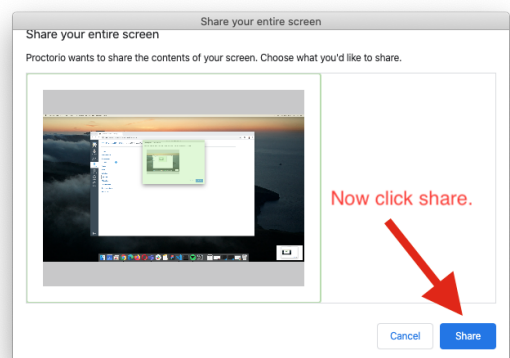 Share your entire screen
Share your entire screen
Proctorio wants to share the contents of your screen. Choose what you'd like to share.
Now click share.
Cancel
Share